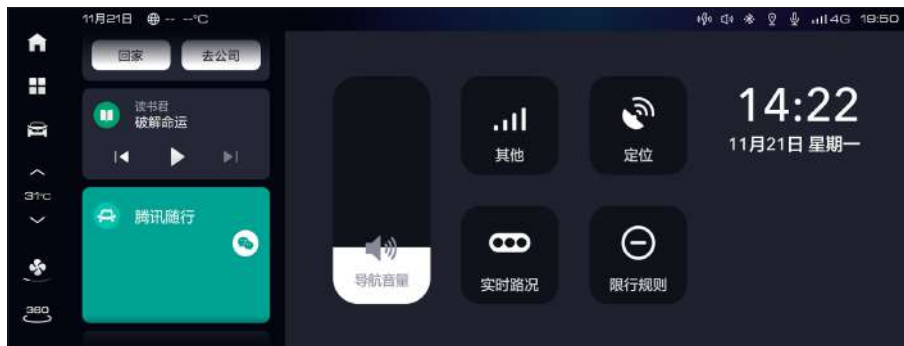 11月21日 -- --℃
4G 19:50
回家 去公司
读书君
破解命运
31℃
腾讯随行
360
导航音量
其他
定位
实时路况
限行规则
14:22
11月21日 星期一